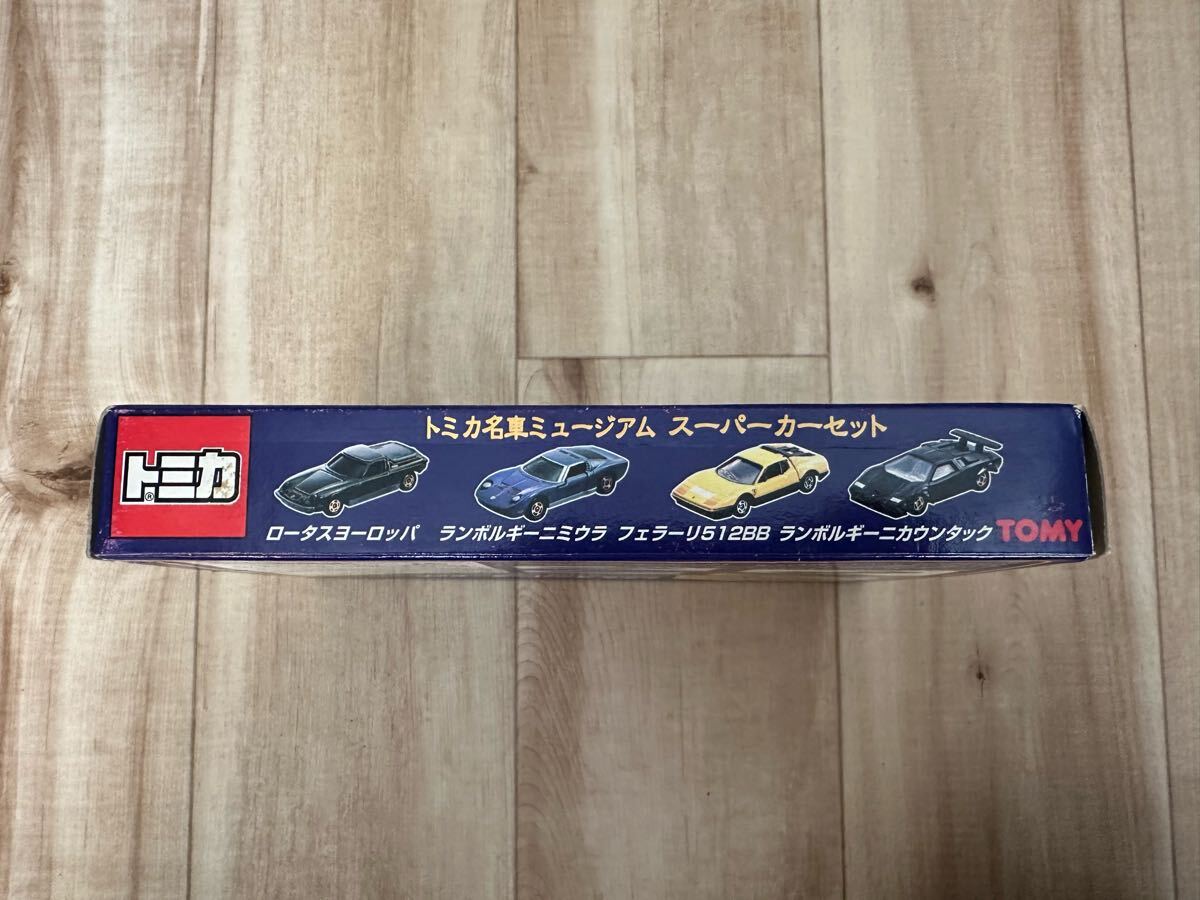 トミカ名車ミュージアム スーパーカーセット
トミカ®
ロータスヨーロッパ ランボルギーニミウラ フェラーリ512BB ランボルギーニカウンタック TOMY